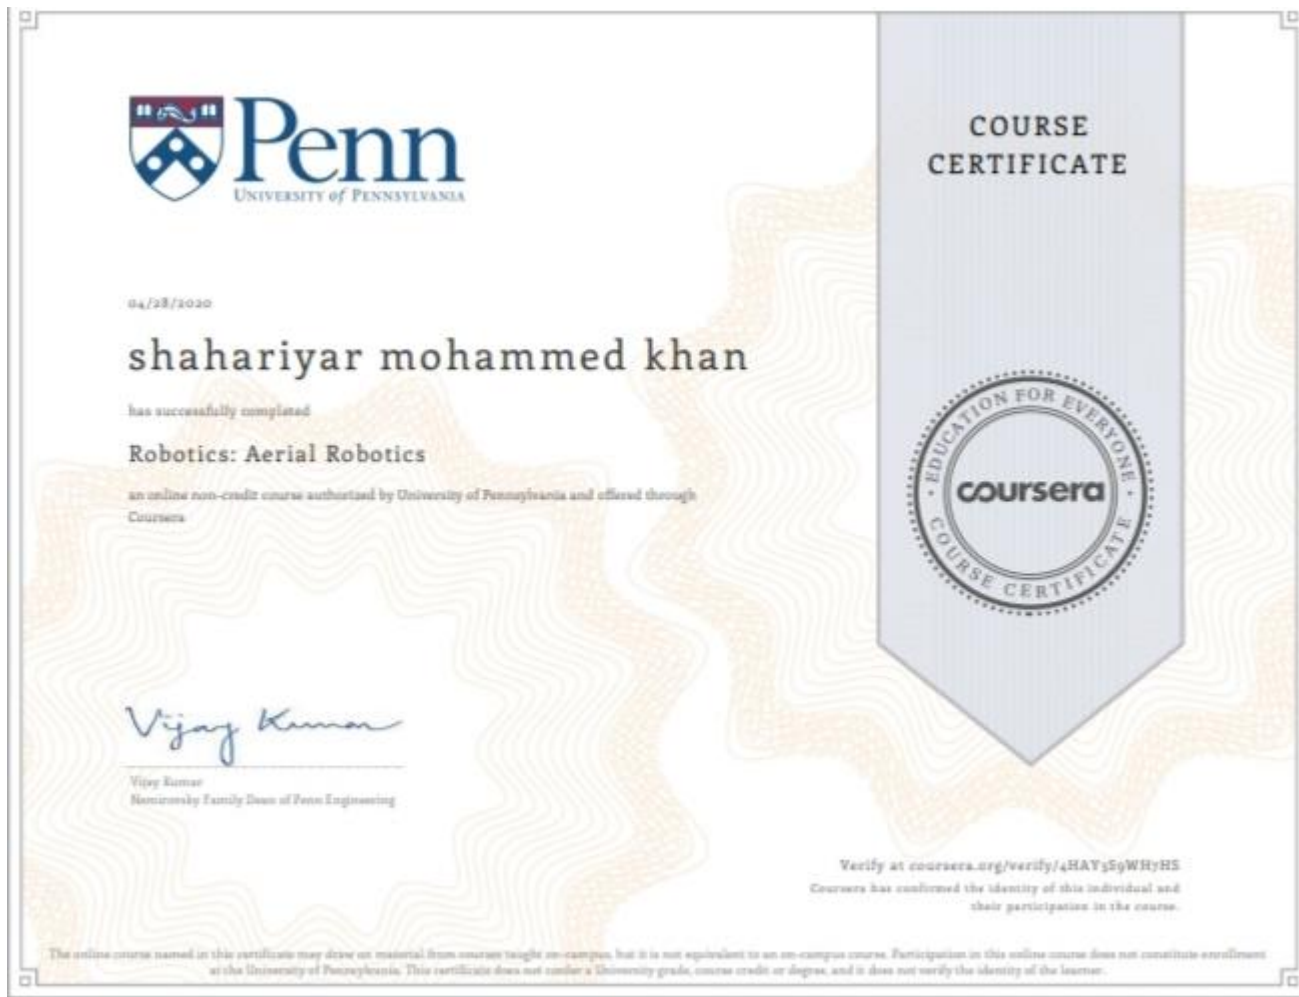 Penn
UNIVERSITY of PENNSYLVANIA
COURSE
CERTIFICATE
04/28/2020
shahariyar mohammed khan
has successfully completed
Robotics: Aerial Robotics
an online non-credit course authorized by University of Pennsylvania and offered through
Coursera
EDUCATION FOR EVERYONE
coursera
COURSE CERTIFICATE
Vijay Kumar
Vijay Kumar
Nemirovsky Family Dean of Penn Engineering
Verify at coursera.org/verify/4HAY5S9WH7HS
Coursera has confirmed the identity of this individual and
their participation in the course.
The online course named in this certificate may draw on material from courses taught on-campus, but it is not equivalent to an on-campus course. Participation in this online course does not constitute enrollment
at the University of Pennsylvania. This certificate does not confer a University grade, course credit or degree, and it does not verify the identity of the learner.